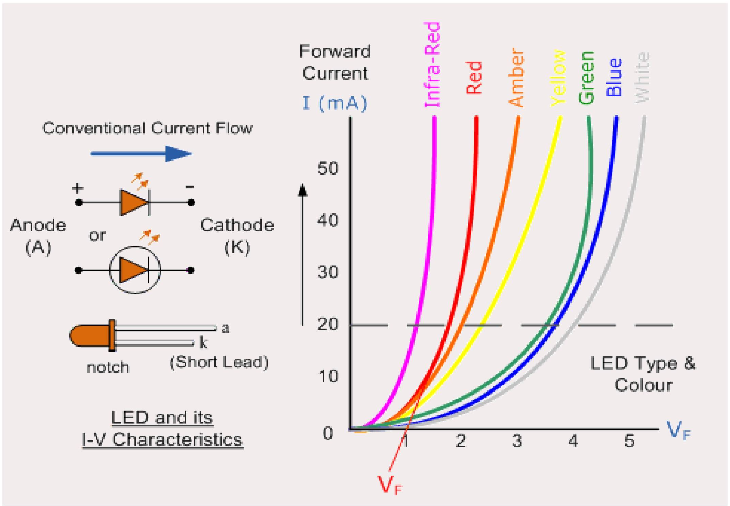 Forward
Current
I (mA)
Infra-Red
Red
Amber
Yellow
Green
Blue
White
Conventional Current Flow
+
-
Anode
(A)
or
Cathode
(K)
a
k
notch
(Short Lead)
LED and its
I-V Characteristics
50
40
30
20
10
0
1
2
3
4
5
LED Type &
Colour
VF
VF